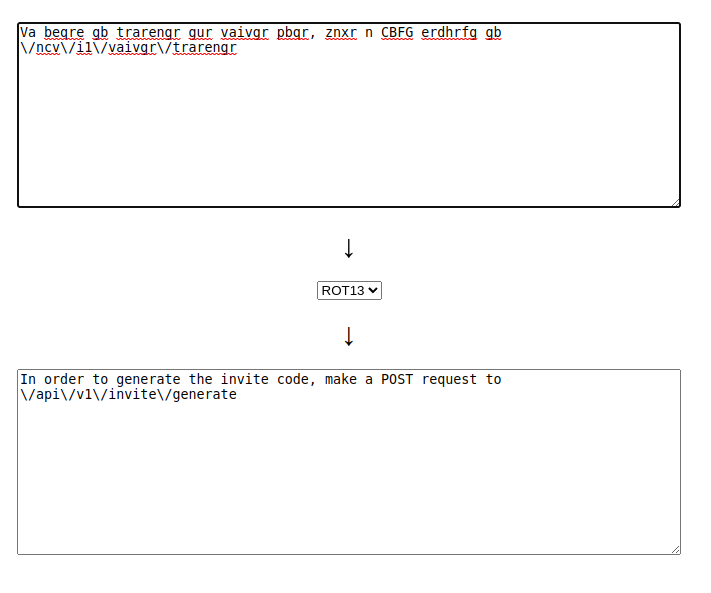 Va beqre gb trarengr gur vaivgr pbqr, znxr n CBFG erdhrfg gb
\/ncv\/i1\/vaivgr\/trarengr
↓
ROT13
↓
In order to generate the invite code, make a POST request to
\/api\/v1\/invite\/generate